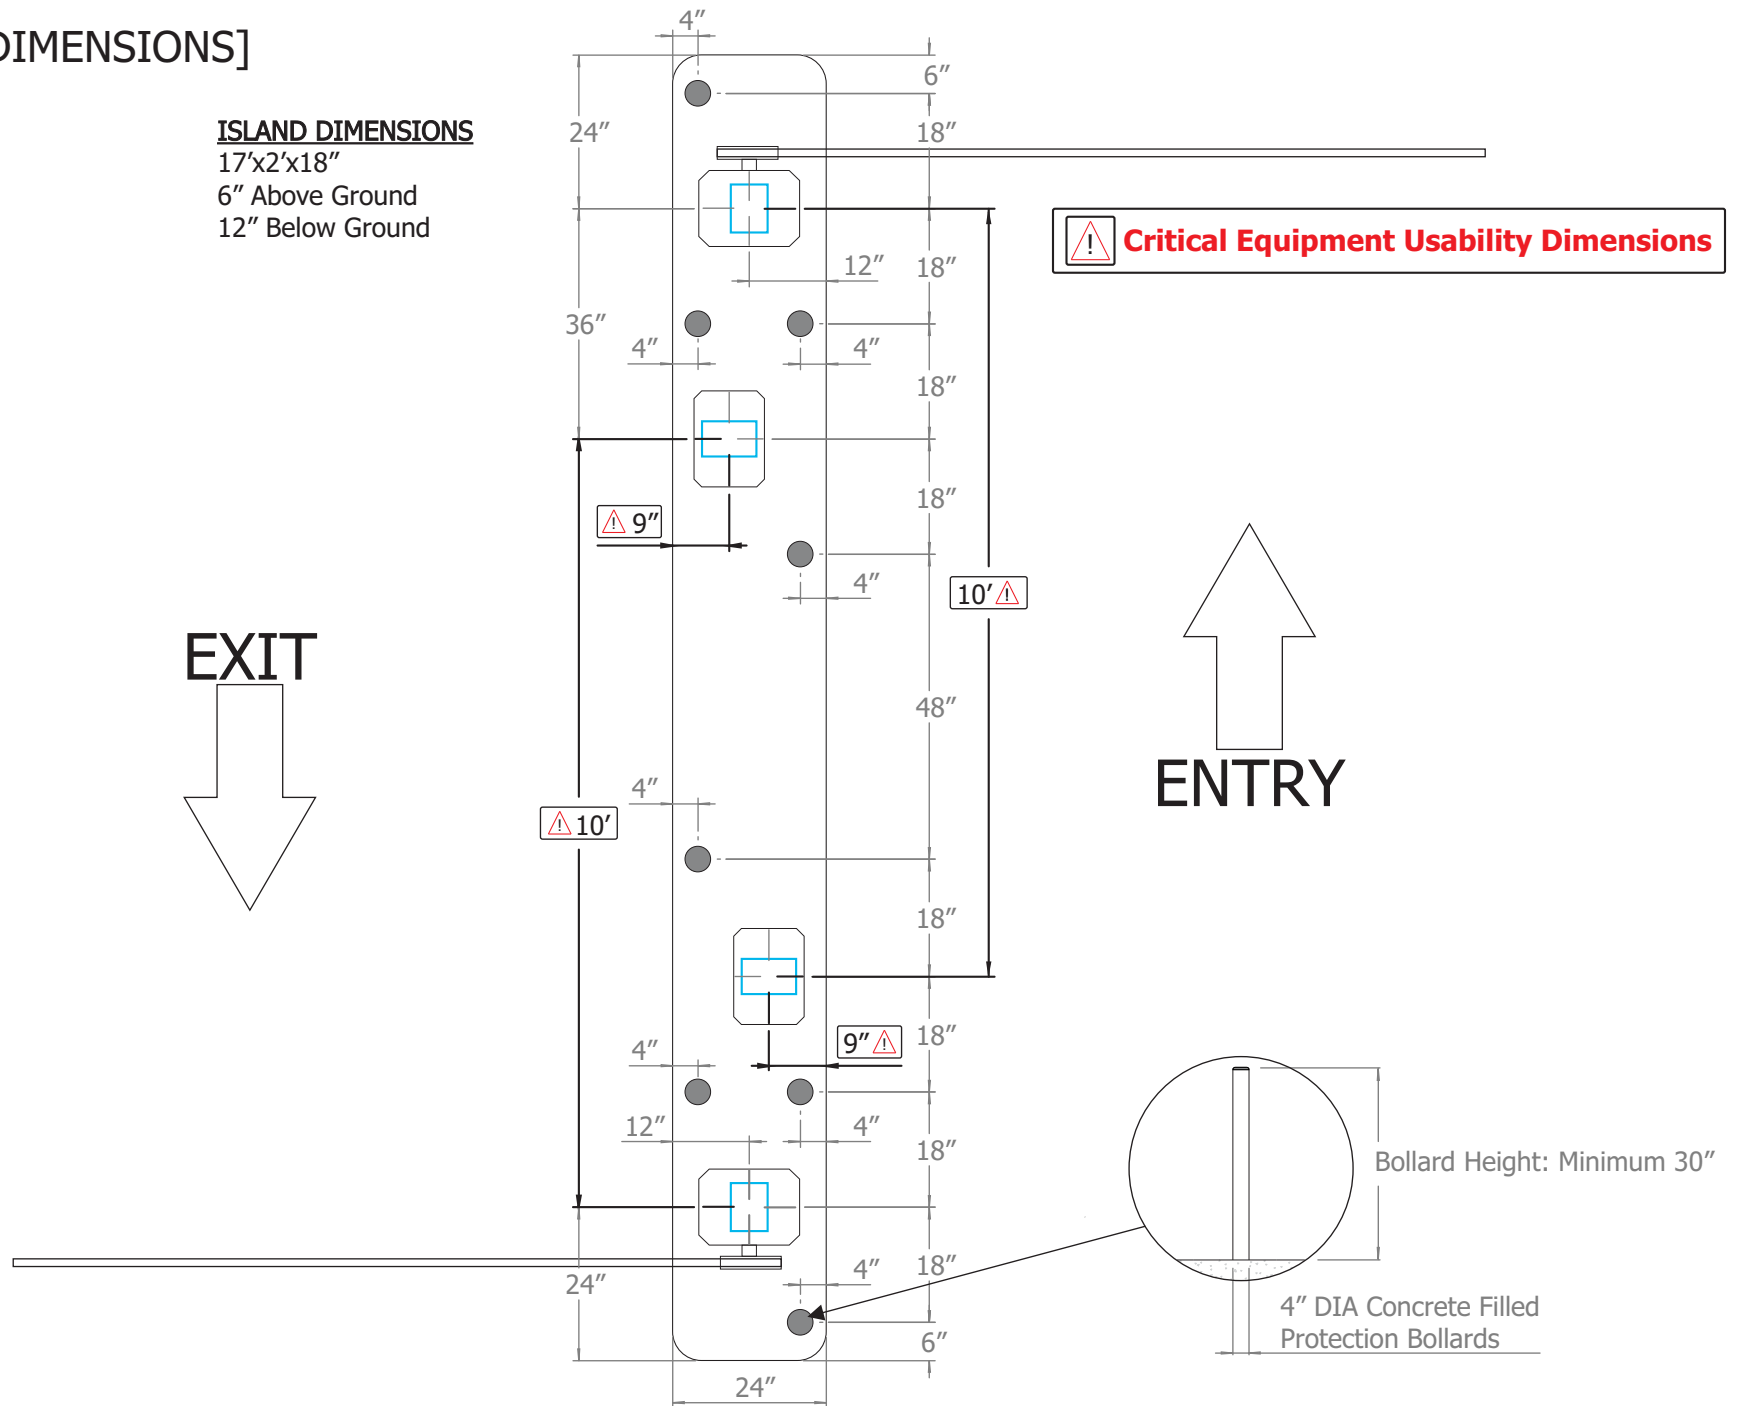 DIMENSIONS]
ISLAND DIMENSIONS
17’x2’x18”
6” Above Ground
12” Below Ground
4”
6”
24”
18”
! Critical Equipment Usability Dimensions
12”
18”
36”
4”
4”
18”
! 9”
18”
4”
10’ !
EXIT
48”
ENTRY
4”
! 10’
18”
9” !
18”
4”
12”
4”
18”
Bollard Height: Minimum 30”
24”
4”
18”
4” DIA Concrete Filled
Protection Bollards
6”
24”